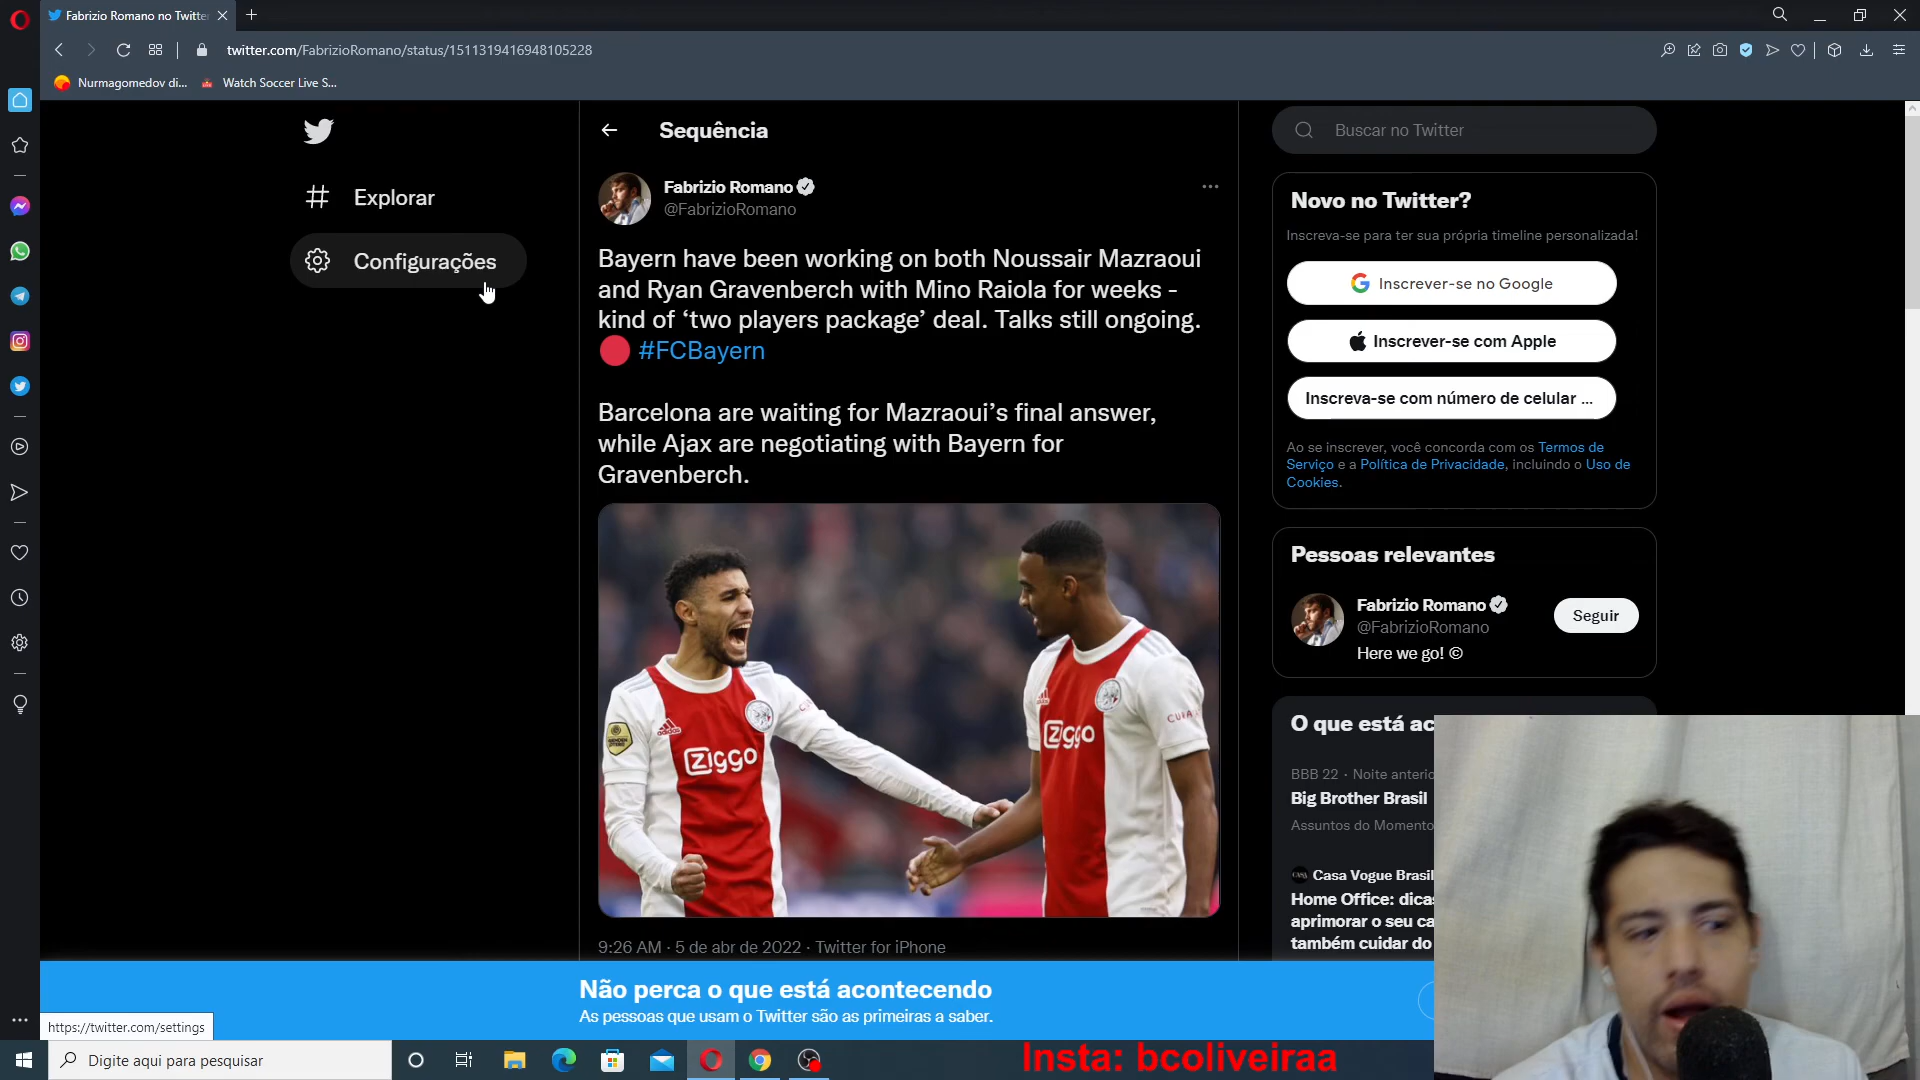 Fabrizio Romano no Twitte
twitter.com/FabrizioRomano/status/1511319416948105228
Nurmagomedov di...
Watch Soccer Live S...
Explorar
Configurações
Sequência
Fabrizio Romano
@FabrizioRomano
Bayern have been working on both Noussair Mazraoui
and Ryan Gravenberch with Mino Raiola for weeks -
kind of ‘two players package’ deal. Talks still ongoing.
🔴 #FCBayern
Barcelona are waiting for Mazraoui’s final answer,
while Ajax are negotiating with Bayern for
Gravenberch.
Ziggo
Ziggo
9:26 AM · 5 de abr de 2022 · Twitter for iPhone
Buscar no Twitter
Novo no Twitter?
Inscreva-se para ter sua própria timeline personalizada!
Inscrever-se no Google
Inscrever-se com Apple
Inscreva-se com número de celular ...
Ao se inscrever, você concorda com os Termos de
Serviço e a Política de Privacidade, incluindo o Uso de
Cookies.
Pessoas relevantes
Fabrizio Romano
@FabrizioRomano
Seguir
Here we go! ©
O que está ac
BBB 22 · Noite anterio
Big Brother Brasil
Assuntos do Momento
Casa Vogue Brasil
Home Office: dicas
aprimorar o seu ca
também cuidar do
Não perca o que está acontecendo
As pessoas que usam o Twitter são as primeiras a saber.
https://twitter.com/settings
Digite aqui para pesquisar
Insta: bcoliveiraa